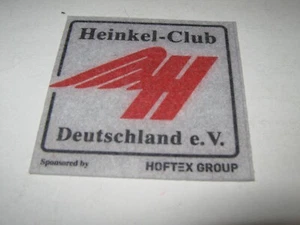 Heinkel-Club
H
Deutschland e.V.
Sponsored by HOFTEX GROUP